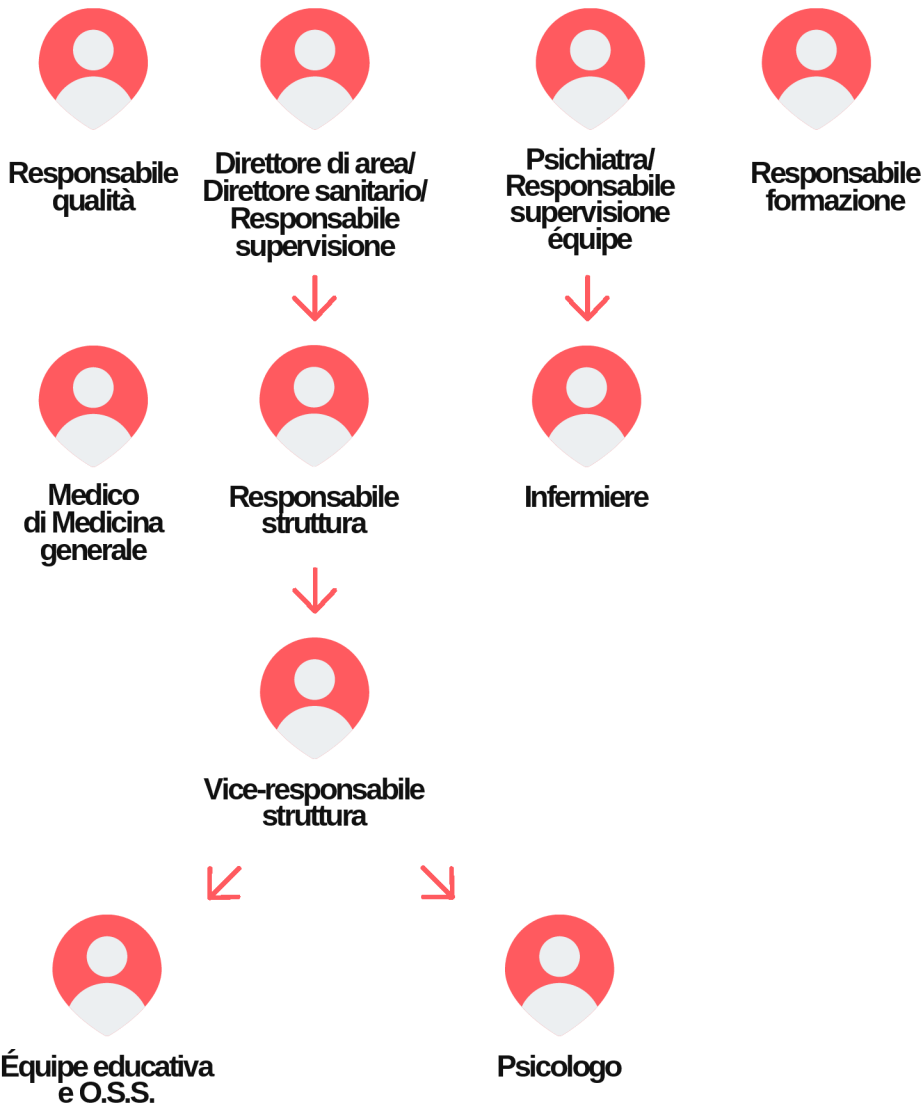 Responsabile
qualità
Direttore di area/
Direttore sanitario/
Responsabile
supervisione
Psichiatra/
Responsabile
supervisione
équipe
Responsabile
formazione
Medico
di Medicina
generale
Responsabile
struttura
Infermiere
Vice-responsabile
struttura
Équipe educativa
e O.S.S.
Psicologo